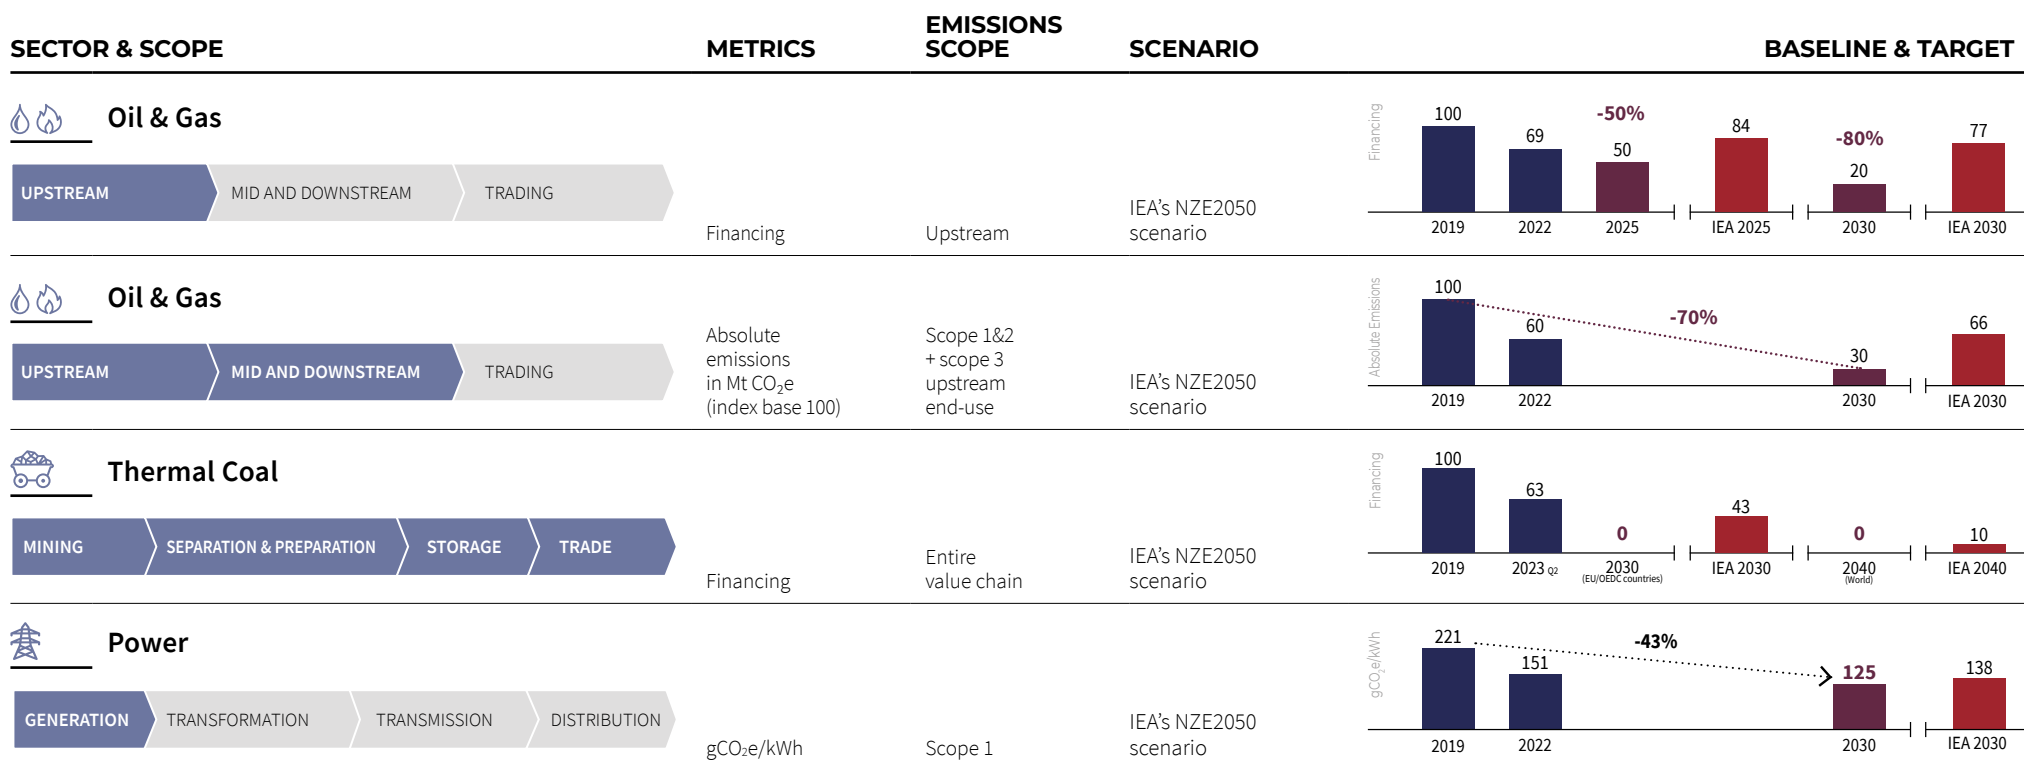 SECTOR & SCOPE
METRICS
EMISSIONS
SCOPE
SCENARIO
BASELINE & TARGET
Oil & Gas
UPSTREAM
MID AND DOWNSTREAM
TRADING
Financing
Upstream
IEA’s NZE2050
scenario
Financing
100
69
-50%
50
84
-80%
20
77
2019
2022
2025
IEA 2025
2030
IEA 2030
Oil & Gas
UPSTREAM
MID AND DOWNSTREAM
TRADING
Absolute
emissions
in Mt CO₂e
(index base 100)
Scope 1&2
+ scope 3
upstream
end-use
IEA’s NZE2050
scenario
Absolute Emissions
100
60
-70%
30
66
2019
2022
2030
IEA 2030
Thermal Coal
MINING
SEPARATION & PREPARATION
STORAGE
TRADE
Financing
Entire
value chain
IEA’s NZE2050
scenario
Financing
100
63
0
43
0
10
2019
2023 Q2
2030
(EU/OEDC countries)
IEA 2030
2040
(World)
IEA 2040
Power
GENERATION
TRANSFORMATION
TRANSMISSION
DISTRIBUTION
gCO₂e/kWh
Scope 1
IEA’s NZE2050
scenario
gCO₂e/kWh
221
151
-43%
125
138
2019
2022
2030
IEA 2030